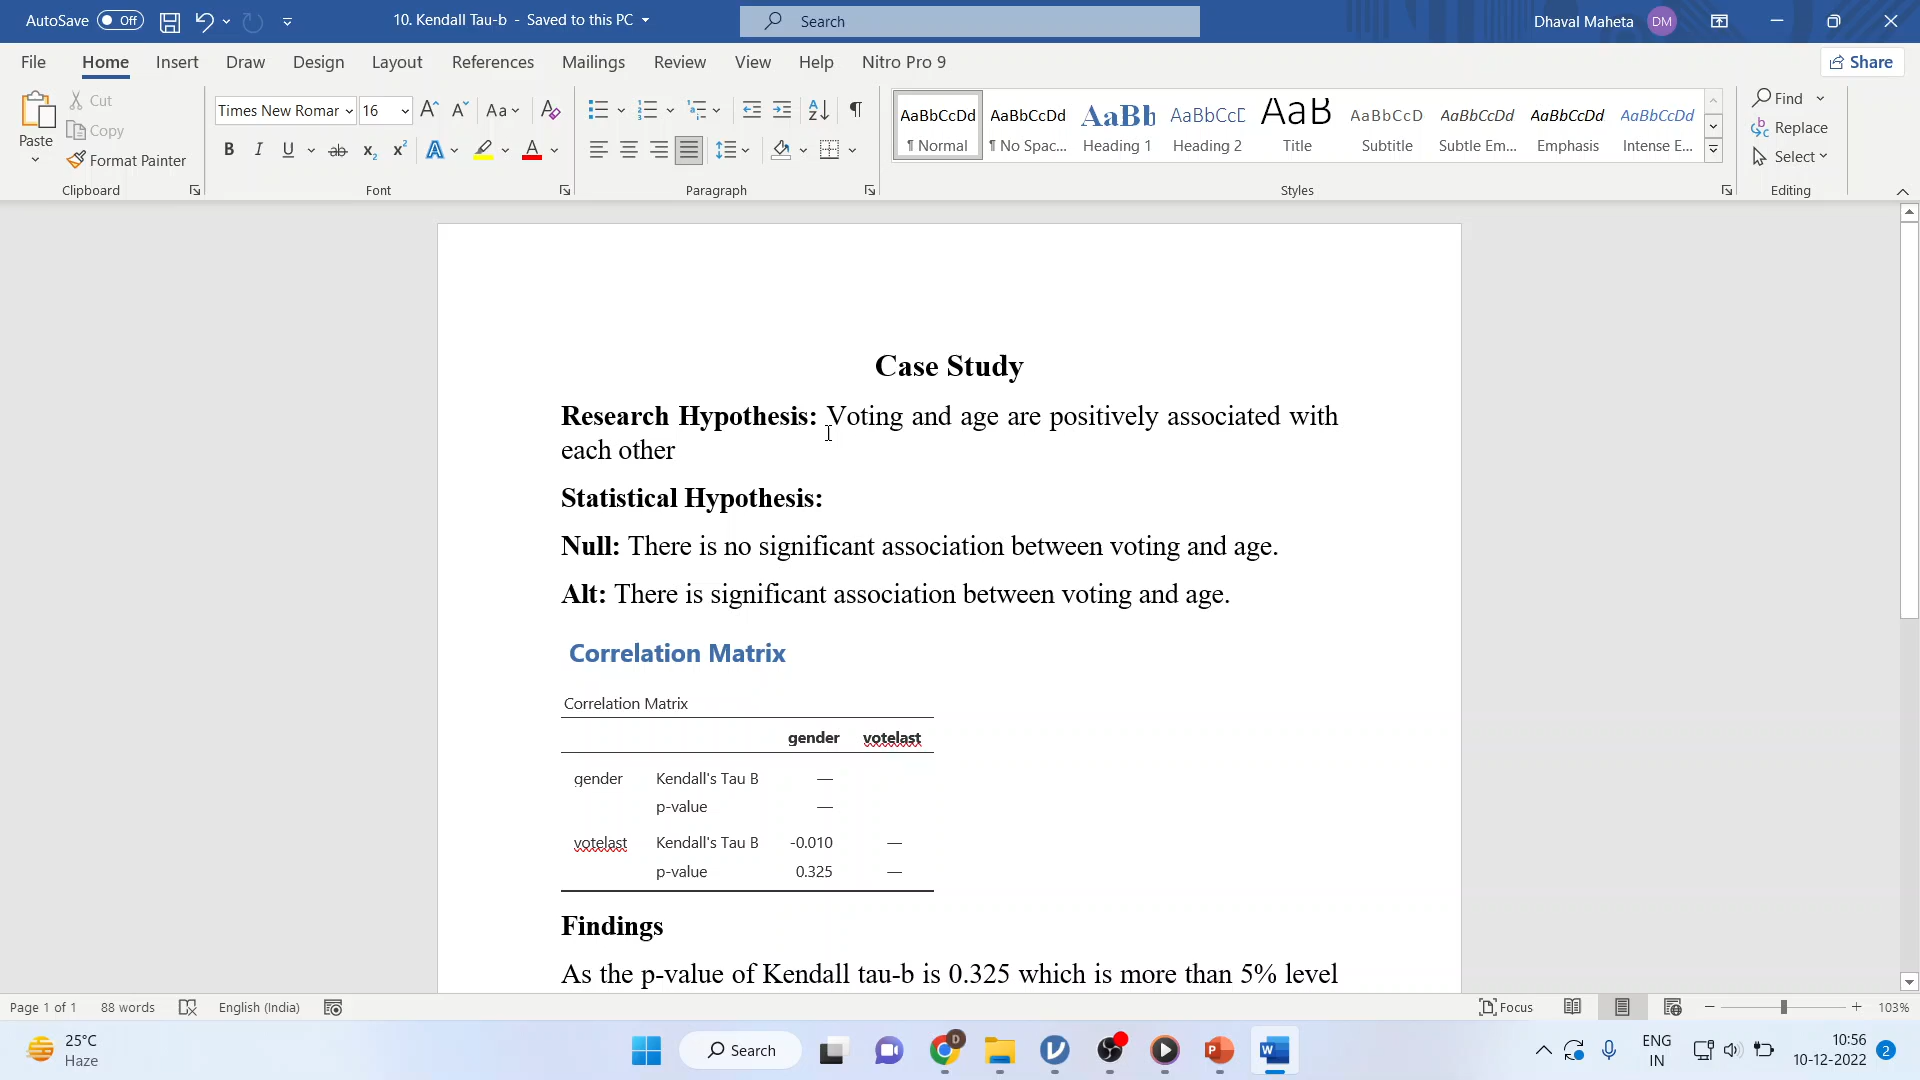 AutoSave Off 10. Kendall Tau-b - Saved to this PC Search Dhaval Maheta DM
File Home Insert Draw Design Layout References Mailings Review View Help Nitro Pro 9 Share
Paste Cut Copy Format Painter
Clipboard
Times New Romar 16 Aa
B I U ab x₂ x² A A
Font
Paragraph
AaBbCcDd AaBbCcDd AaBb AaBbCcD AaB AaBbCcD AaBbCcDd AaBbCcDd AaBbCcDd
¶ Normal ¶ No Spac... Heading 1 Heading 2 Title Subtitle Subtle Em... Emphasis Intense E...
Styles
Find
Replace
Select
Editing
Case Study
Research Hypothesis: Voting and age are positively associated with
each other
Statistical Hypothesis:
Null: There is no significant association between voting and age.
Alt: There is significant association between voting and age.
Correlation Matrix
Correlation Matrix
gender votelast
gender Kendall's Tau B —
p-value —
votelast Kendall's Tau B -0.010 —
p-value 0.325 —
Findings
As the p-value of Kendall tau-b is 0.325 which is more than 5% level
Page 1 of 1 88 words English (India) Focus 103%
25°C
Haze
Search
ENG
IN
10:56
10-12-2022
2